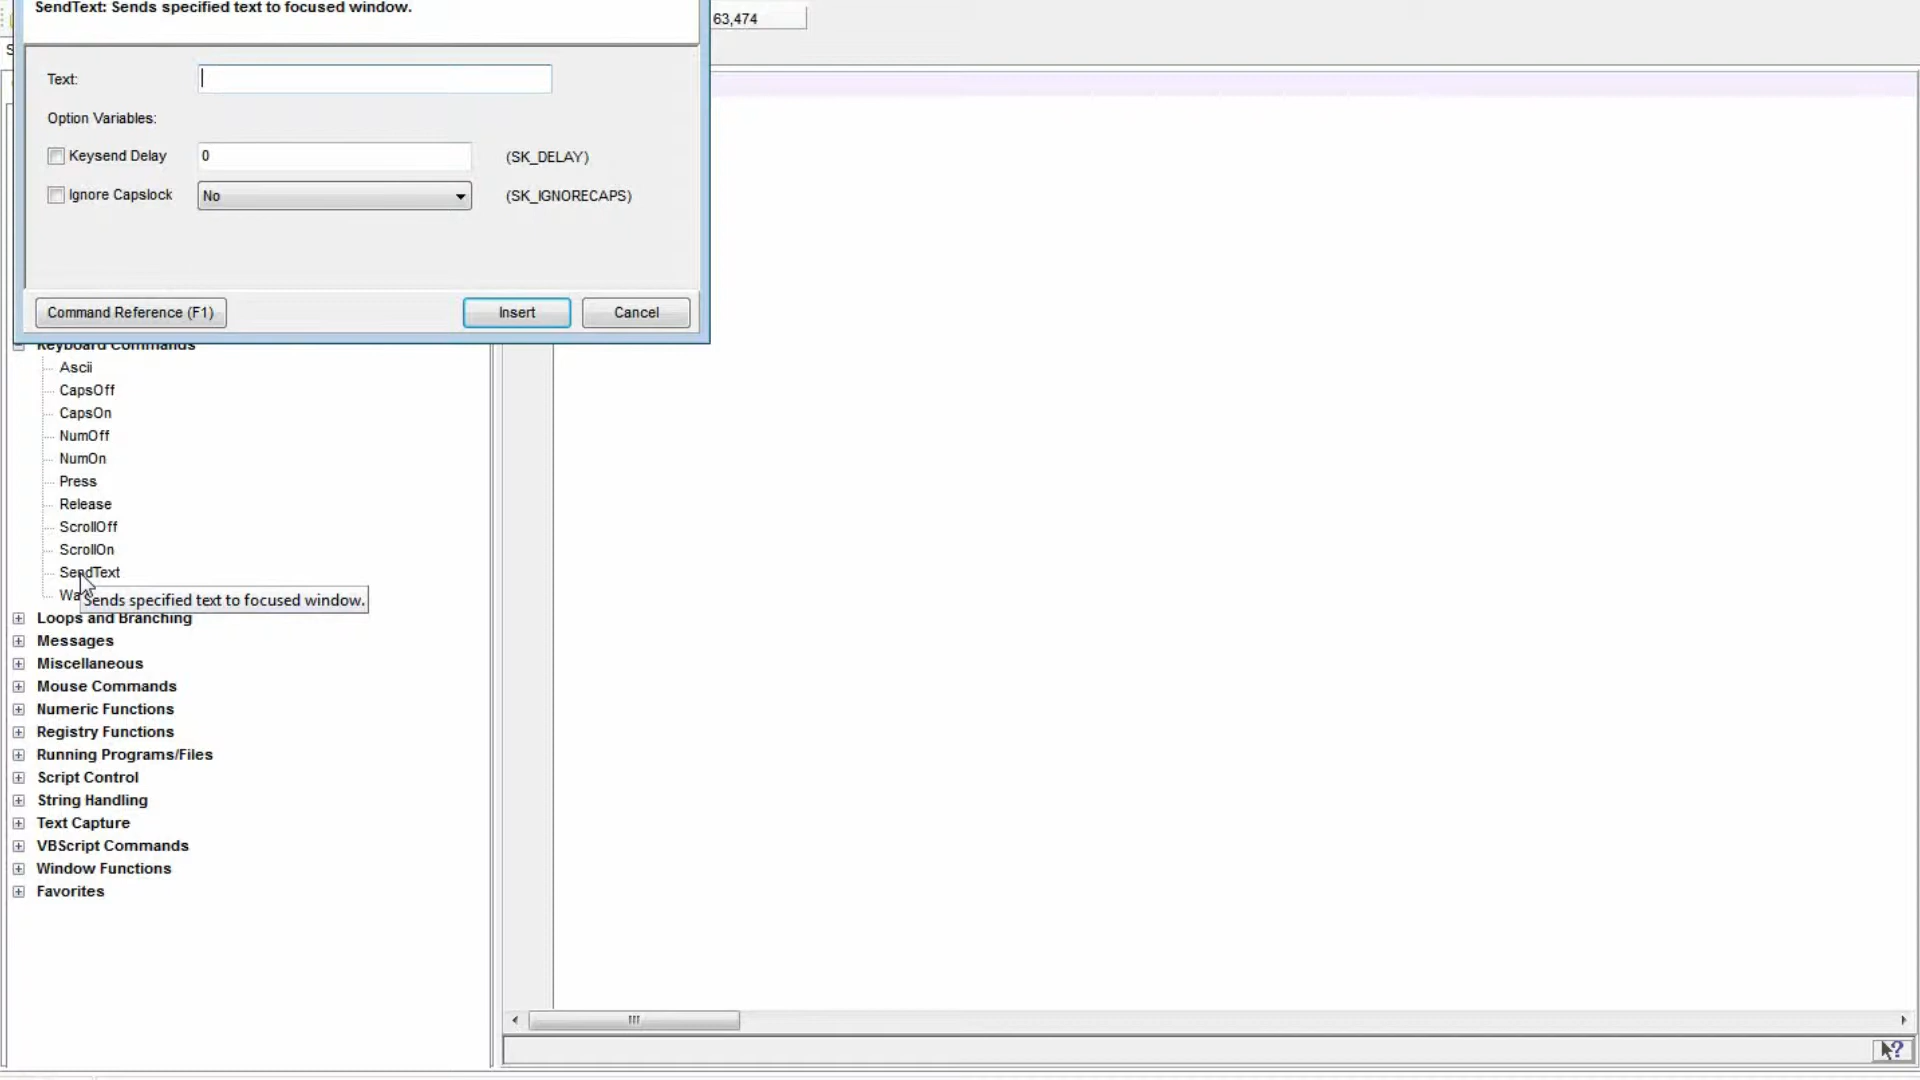 SendText: Sends specified text to focused window.
63,474
Text:
Option Variables:
Keysend Delay 0 (SK_DELAY)
Ignore Capslock No (SK_IGNORECAPS)
Command Reference (F1) Insert Cancel
Keyboard Commands
Ascii
CapsOff
CapsOn
NumOff
NumOn
Press
Release
ScrollOff
ScrollOn
SendText
Sends specified text to focused window.
Loops and Branching
Messages
Miscellaneous
Mouse Commands
Numeric Functions
Registry Functions
Running Programs/Files
Script Control
String Handling
Text Capture
VBScript Commands
Window Functions
Favorites